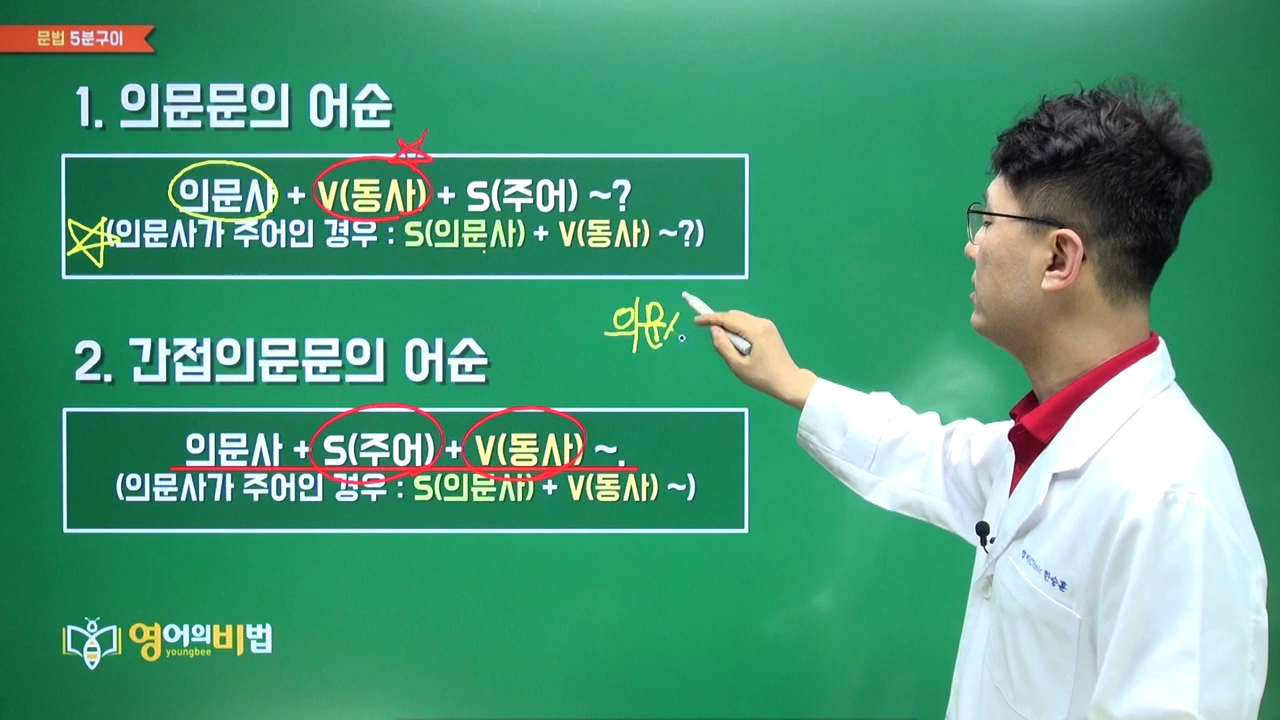 문법 5분구이
1. 의문문의 어순
의문사 + V(동사) + S(주어) ~?
(의문사가 주어인 경우 : S(의문사) + V(동사) ~?)
의문
2. 간접의문문의 어순
의문사 + S(주어) + V(동사) ~.
(의문사가 주어인 경우 : S(의문사) + V(동사) ~)
영어의비법
youngbee
한승훈